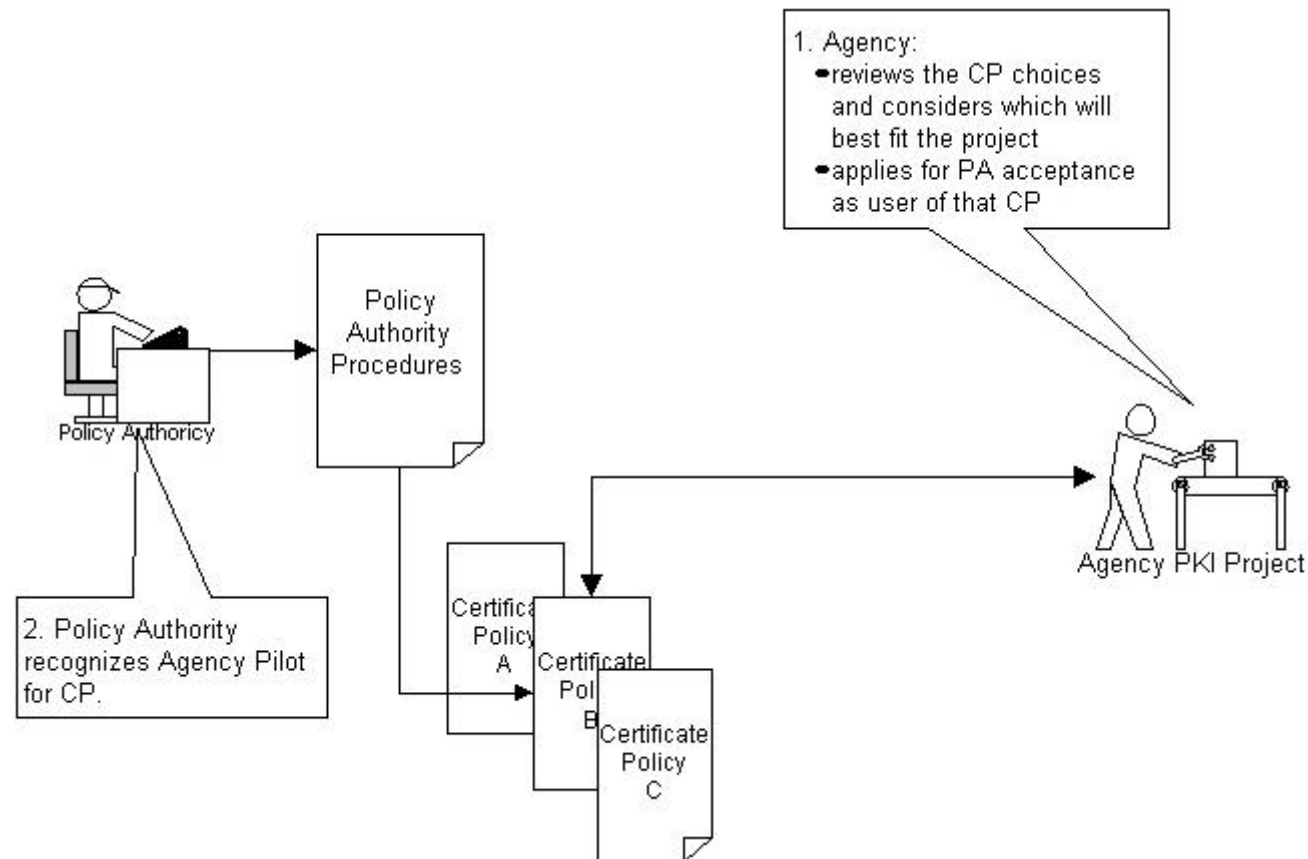 1. Agency:
reviews the CP choices
and considers which will
best fit the project
applies for PA acceptance
as user of that CP
Policy
Authority
Procedures
Policy Authoricy
Agency PKI Project
2. Policy Authority
recognizes Agency Pilot
for CP.
Certifica
Policy
A
Certificate
Poli
B
Certificate
Policy
C